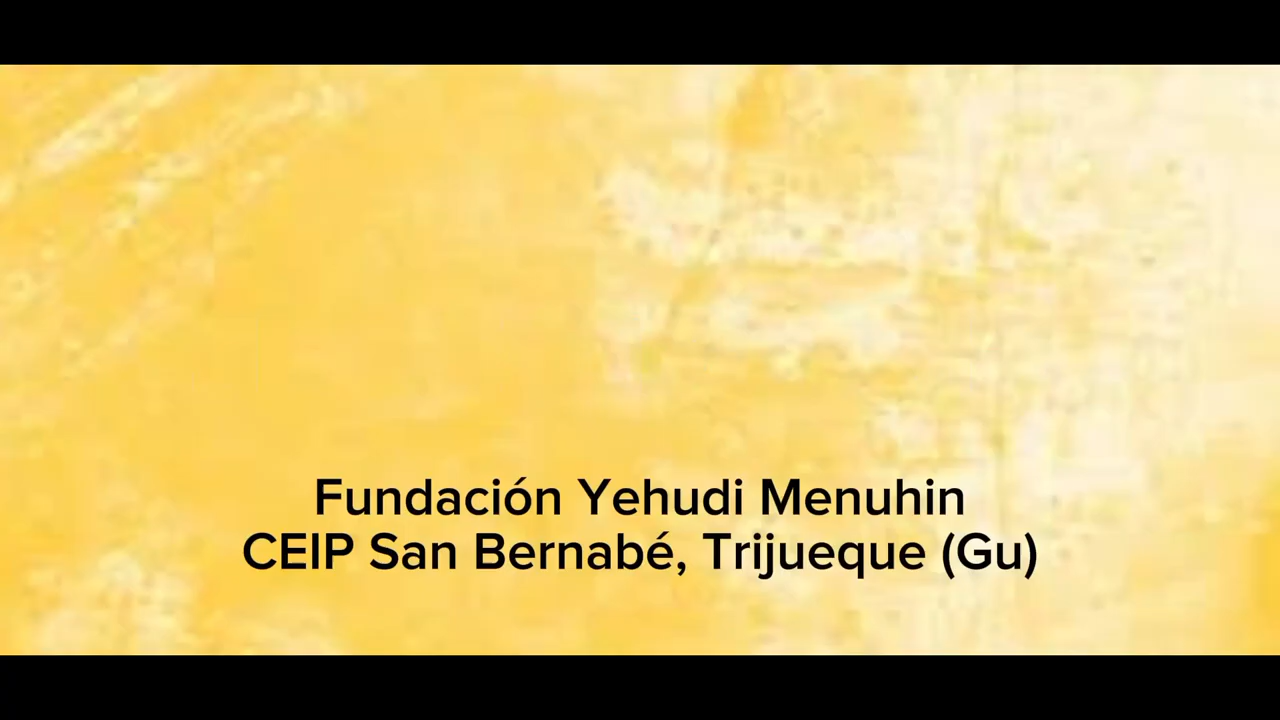 Fundación Yehudi Menuhin
CEIP San Bernabé, Trijueque (Gu)